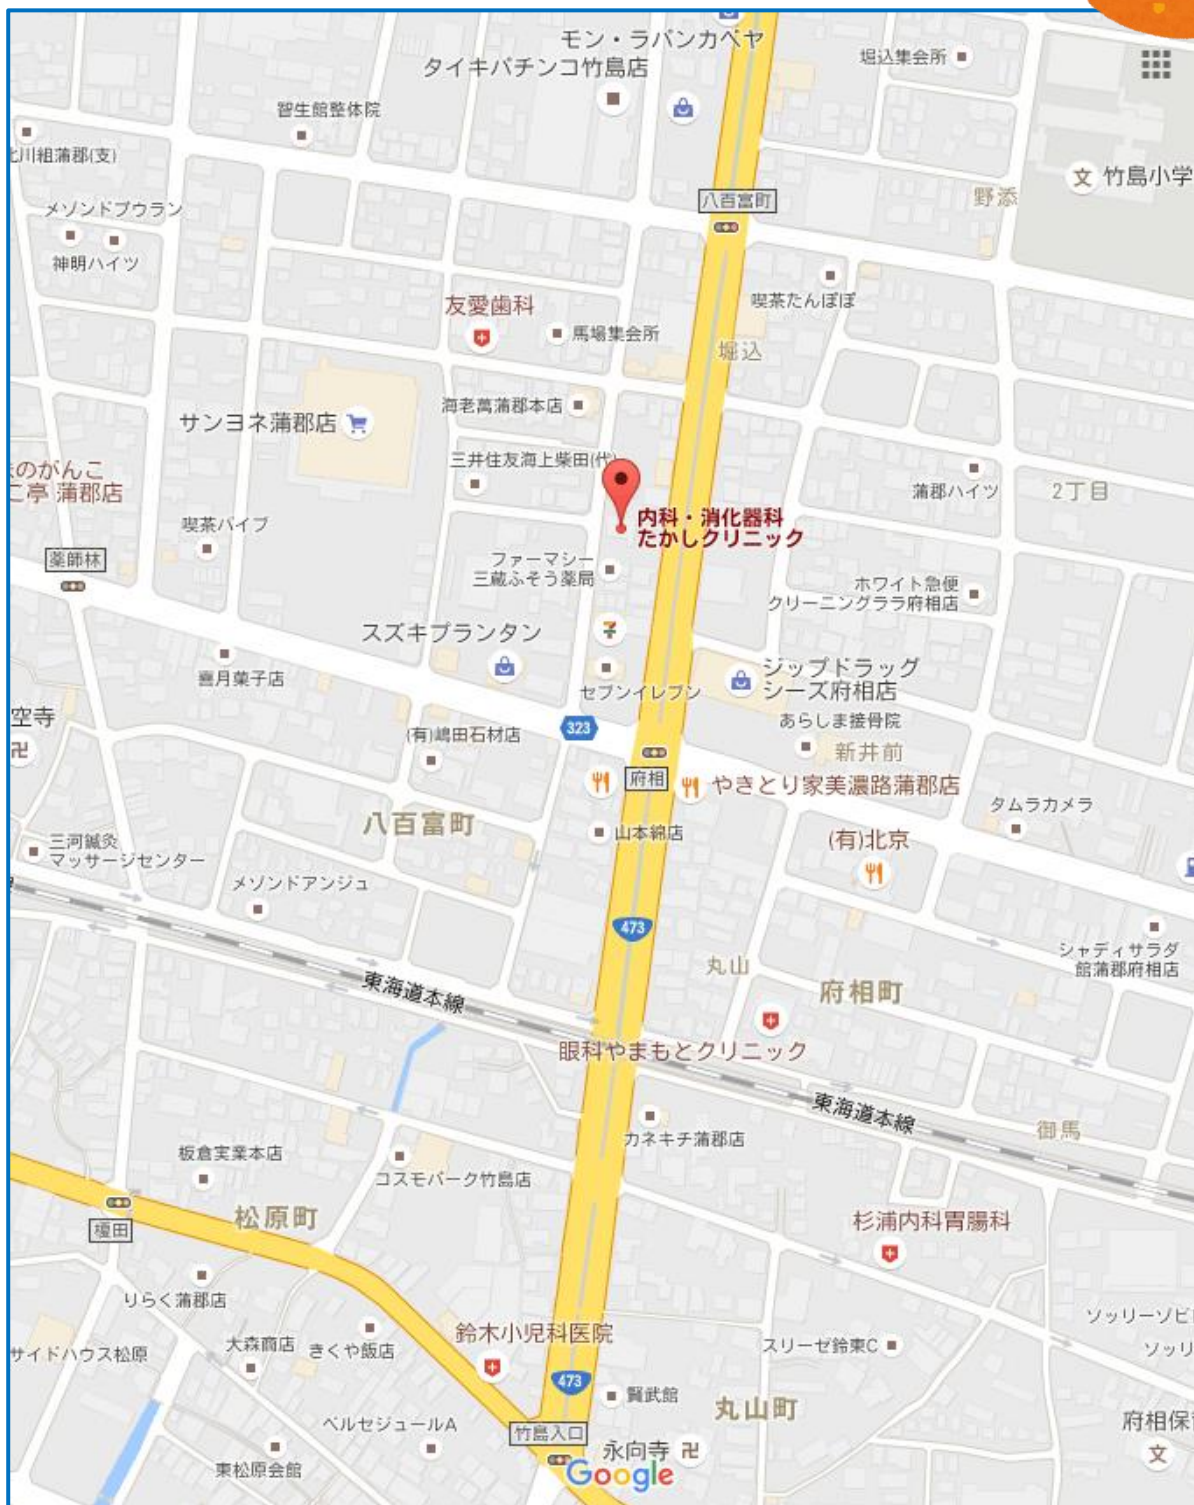 モン・ラバンカベヤ
タイキパチンコ竹島店
堀込集会所
智生館整体院
北川組蒲郡(支)
竹島小学
八百富町
野添
メゾンドブウラン
神明ハイツ
喫茶たんぽぽ
友愛歯科
馬場集会所
堀込
海老萬蒲郡本店
サンヨネ蒲郡店
三井住友海上柴田(代)
のがんこ
こ亭 蒲郡店
蒲郡ハイツ
2丁目
内科・消化器科
たかしクリニック
喫茶パイプ
薬師林
ファーマシー
三蔵ふそう薬局
ホワイト急便
クリーニングララ府相店
スズキプランタン
喜月菓子店
セブンイレブン
ジップドラッグ
シーズ府相店
空寺
卍
323
(有)嶋田石材店
あらしま接骨院
新井前
府相
やきとり家美濃路蒲郡店
タムラカメラ
八百富町
山本綿店
(有)北京
三河鍼灸
マッサージセンター
メゾンドアンジュ
473
シャディサラダ
館蒲郡府相店
丸山
府相町
東海道本線
眼科やまもとクリニック
東海道本線
カネキチ蒲郡店
御馬
板倉実業本店
コスモパーク竹島店
榎田
松原町
杉浦内科胃腸科
りらく蒲郡店
ソッリーゾビ
ソッリ
鈴木小児科医院
大森商店
きくや飯店
サイドハウス松原
スリーゼ鈴東C
473
賢武館
丸山町
ベルセジュールA
竹島入口
府相保
文
東松原会館
永向寺
卍
Google
文